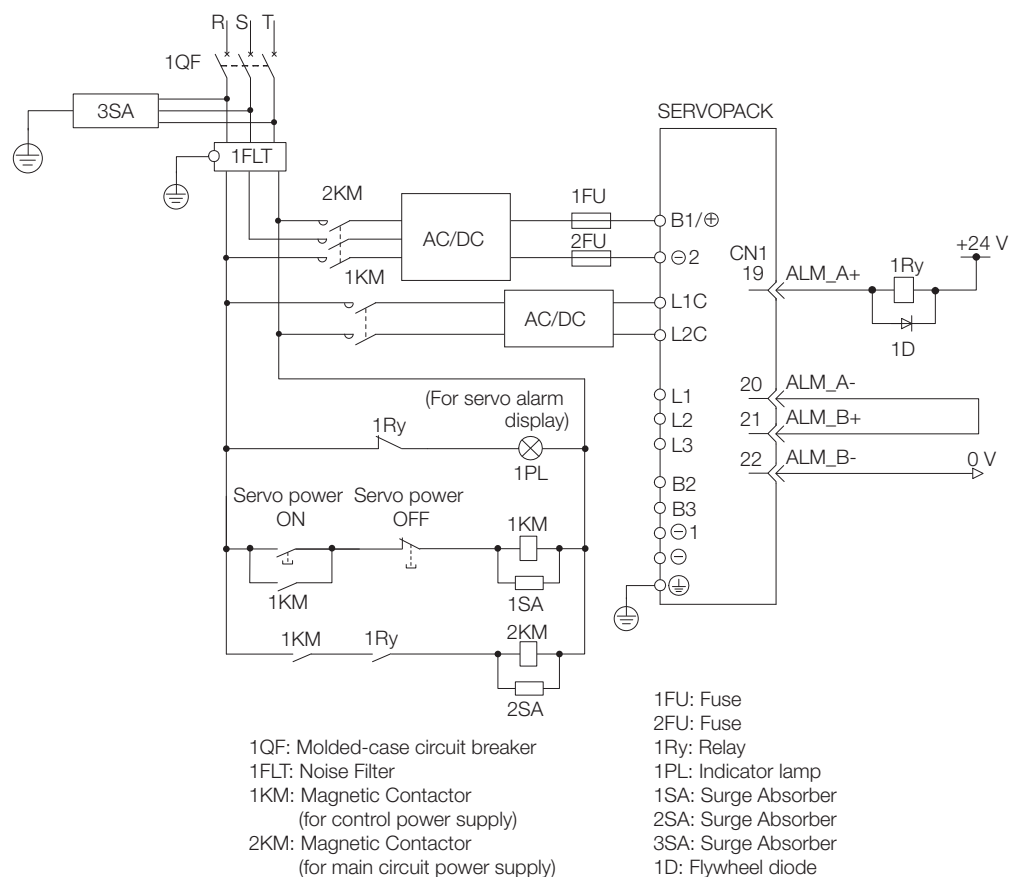 R S T
1QF
3SA
SERVOPACK
1FLT
2KM
1FU
B1/⊕
+24 V
AC/DC
2FU
CN1
1Ry
⊖2
19 ALM_A+
1KM
L1C
AC/DC
1D
L2C
20 ALM_A-
(For servo alarm
display)
L1
1Ry
L2
21 ALM_B+
L3
1PL
22 ALM_B-
0 V
B2
Servo power
ON
Servo power
OFF
B3
1KM
⊖1
⊖
1KM
1SA
1KM
1Ry
2KM
2SA
1QF: Molded-case circuit breaker
1FLT: Noise Filter
1KM: Magnetic Contactor
(for control power supply)
2KM: Magnetic Contactor
(for main circuit power supply)
1FU: Fuse
2FU: Fuse
1Ry: Relay
1PL: Indicator lamp
1SA: Surge Absorber
2SA: Surge Absorber
3SA: Surge Absorber
1D: Flywheel diode